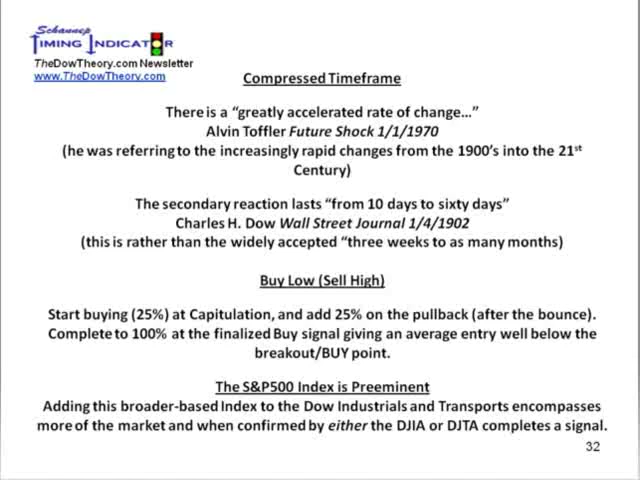 Schannep
TIMING INDICATOR
TheDowTheory.com Newsletter
www.TheDowTheory.com
Compressed Timeframe
There is a “greatly accelerated rate of change…”
Alvin Toffler Future Shock 1/1/1970
(he was referring to the increasingly rapid changes from the 1900’s into the 21st
Century)
The secondary reaction lasts “from 10 days to sixty days”
Charles H. Dow Wall Street Journal 1/4/1902
(this is rather than the widely accepted “three weeks to as many months)
Buy Low (Sell High)
Start buying (25%) at Capitulation, and add 25% on the pullback (after the bounce).
Complete to 100% at the finalized Buy signal giving an average entry well below the
breakout/BUY point.
The S&P500 Index is Preeminent
Adding this broader-based Index to the Dow Industrials and Transports encompasses
more of the market and when confirmed by either the DJIA or DJTA completes a signal.
32